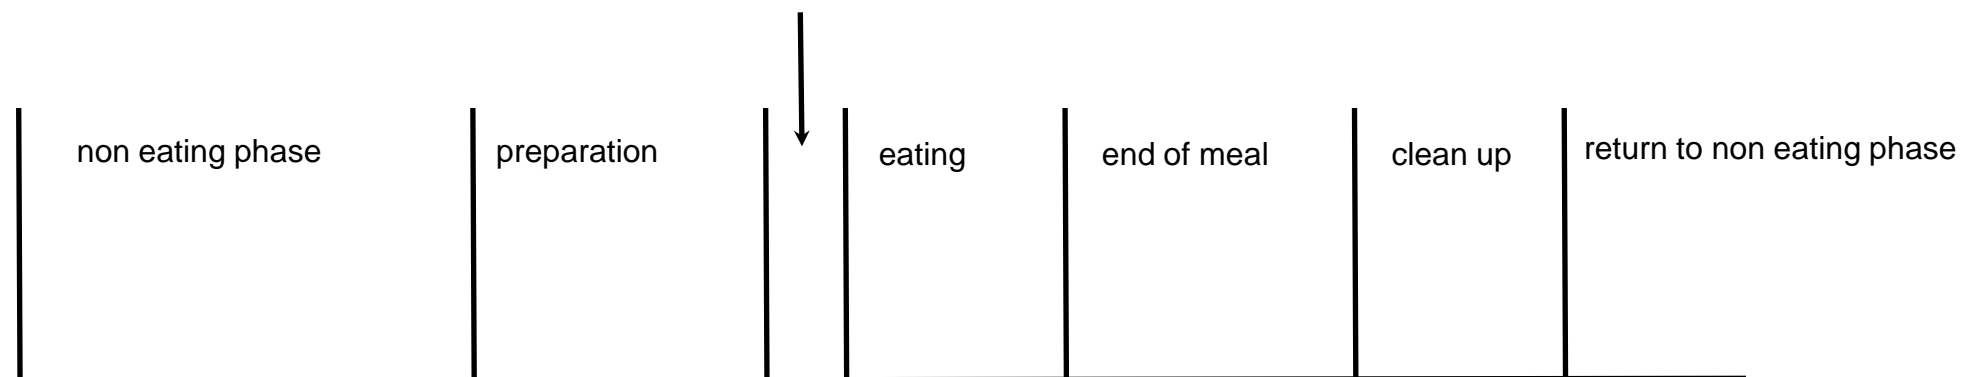 non eating phase
preparation
eating
end of meal
clean up
return to non eating phase